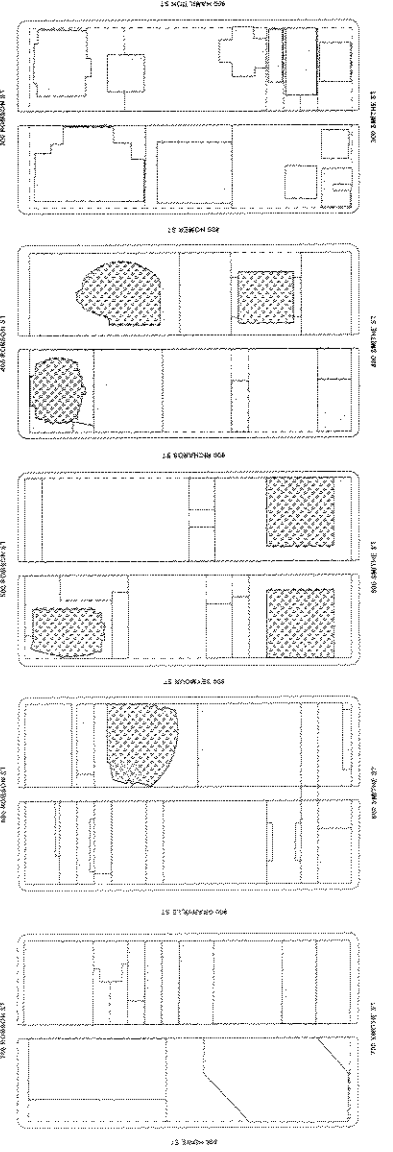 800 HAMILTON ST
300 ROBSON ST
300 SMITHE ST
800 HOMER ST
400 ROBSON ST
400 SMITHE ST
800 RICHARDS ST
500 ROBSON ST
500 SMITHE ST
800 SEYMOUR ST
600 ROBSON ST
600 SMITHE ST
800 GRANVILLE ST
700 ROBSON ST
700 SMITHE ST
800 HOWE ST